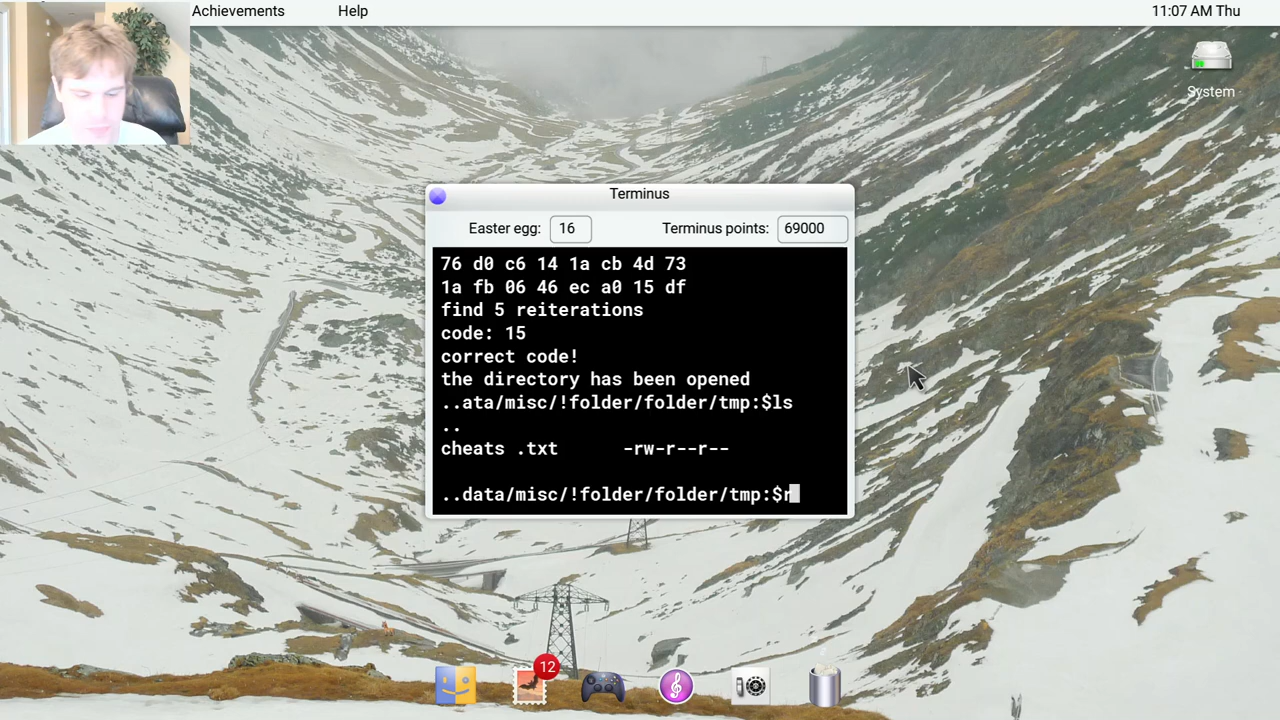 Achievements Help 11:07 AM Thu
System
Terminus
Easter egg: 16 Terminus points: 69000
76 d0 c6 14 1a cb 4d 73
1a fb 06 46 ec a0 15 df
find 5 reiterations
code: 15
correct code!
the directory has been opened
..ata/misc/!folder/folder/tmp:$ls
..
cheats .txt -rw-r--r--
..data/misc/!folder/folder/tmp:$r
12